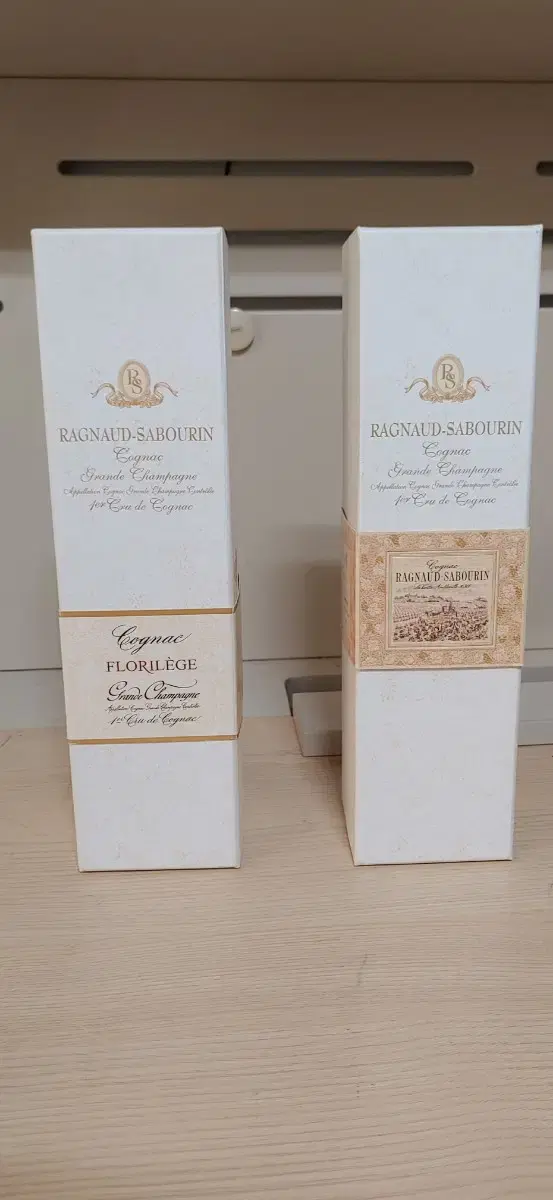 RS
RAGNAUD-SABOURIN
Cognac
Grande Champagne
Appellation Cognac Grande Champagne Contrôlée
1er Cru de Cognac
Cognac
FLORILÈGE
Grande Champagne
Appellation Cognac Grande Champagne Contrôlée
1er Cru de Cognac
RS
RAGNAUD-SABOURIN
Cognac
Grande Champagne
Appellation Cognac Grande Champagne Contrôlée
1er Cru de Cognac
Cognac
RAGNAUD-SABOURIN